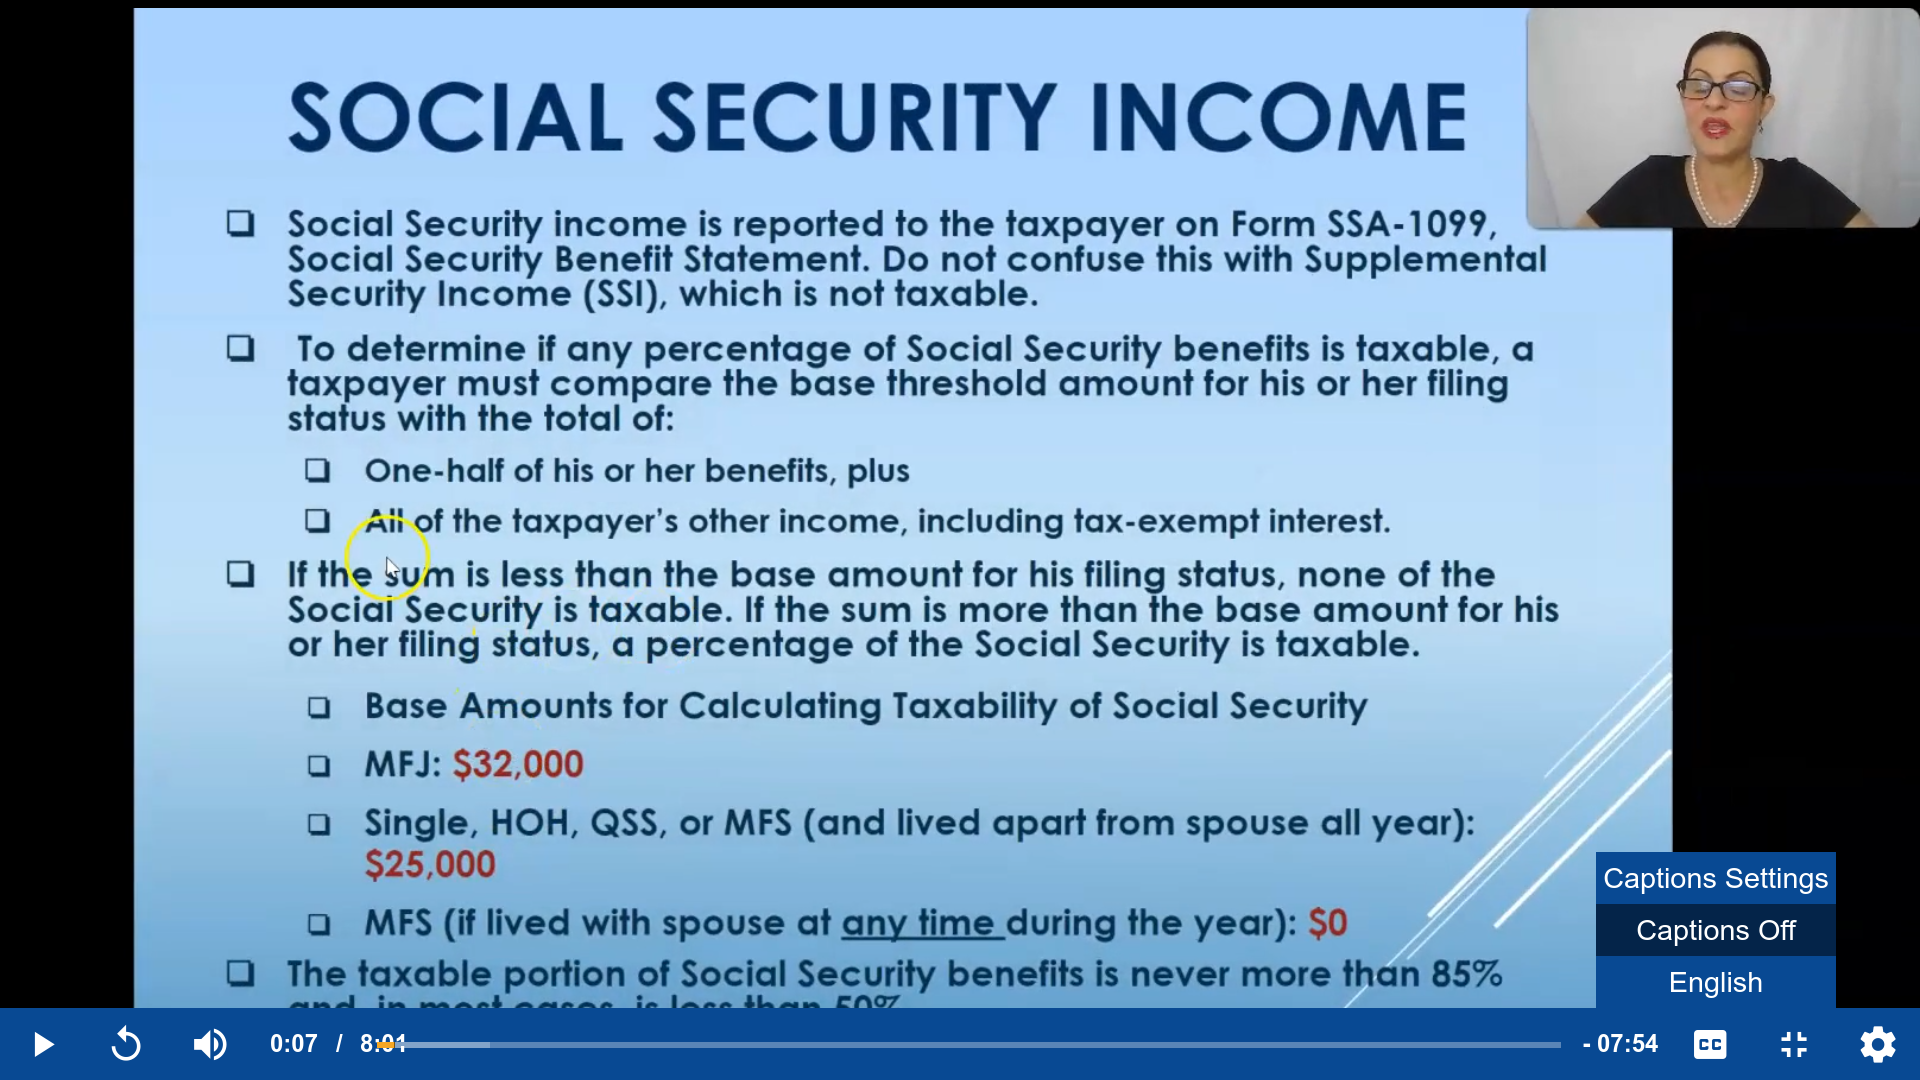 SOCIAL SECURITY INCOME
❑ Social Security income is reported to the taxpayer on Form SSA-1099,
Social Security Benefit Statement. Do not confuse this with Supplemental
Security Income (SSI), which is not taxable.
❑ To determine if any percentage of Social Security benefits is taxable, a
taxpayer must compare the base threshold amount for his or her filing
status with the total of:
❑ One-half of his or her benefits, plus
❑ All of the taxpayer’s other income, including tax-exempt interest.
❑ If the sum is less than the base amount for his filing status, none of the
Social Security is taxable. If the sum is more than the base amount for his
or her filing status, a percentage of the Social Security is taxable.
❑ Base Amounts for Calculating Taxability of Social Security
❑ MFJ: $32,000
❑ Single, HOH, QSS, or MFS (and lived apart from spouse all year):
$25,000
❑ MFS (if lived with spouse at any time during the year): $0
❑ The taxable portion of Social Security benefits is never more than 85%
and, in most cases, is less than 50%
Captions Settings
Captions Off
English
0:07 / 8:01
- 07:54
CC